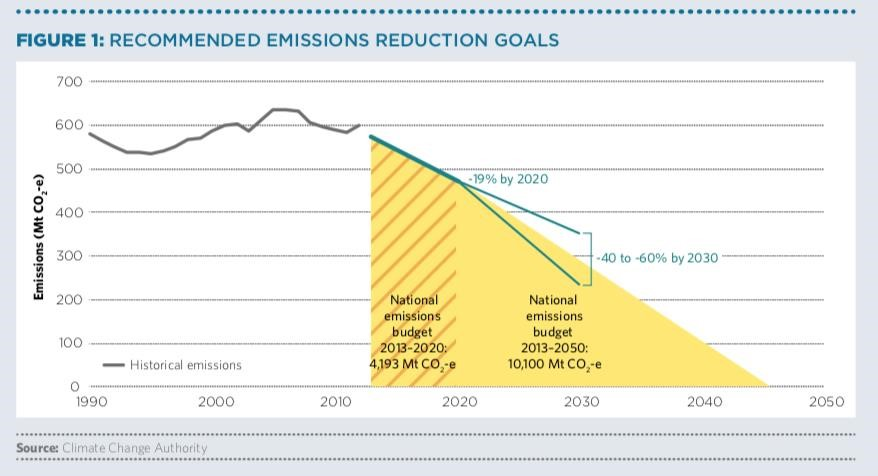 FIGURE 1: RECOMMENDED EMISSIONS REDUCTION GOALS
Emissions (Mt CO₂-e)
700
600
500
400
300
200
100
0
-19% by 2020
-40 to -60% by 2030
National
emissions
budget
2013–2020:
4,193 Mt CO₂-e
National
emissions
budget
2013–2050:
10,100 Mt CO₂-e
Historical emissions
1990
2000
2010
2020
2030
2040
2050
Source: Climate Change Authority